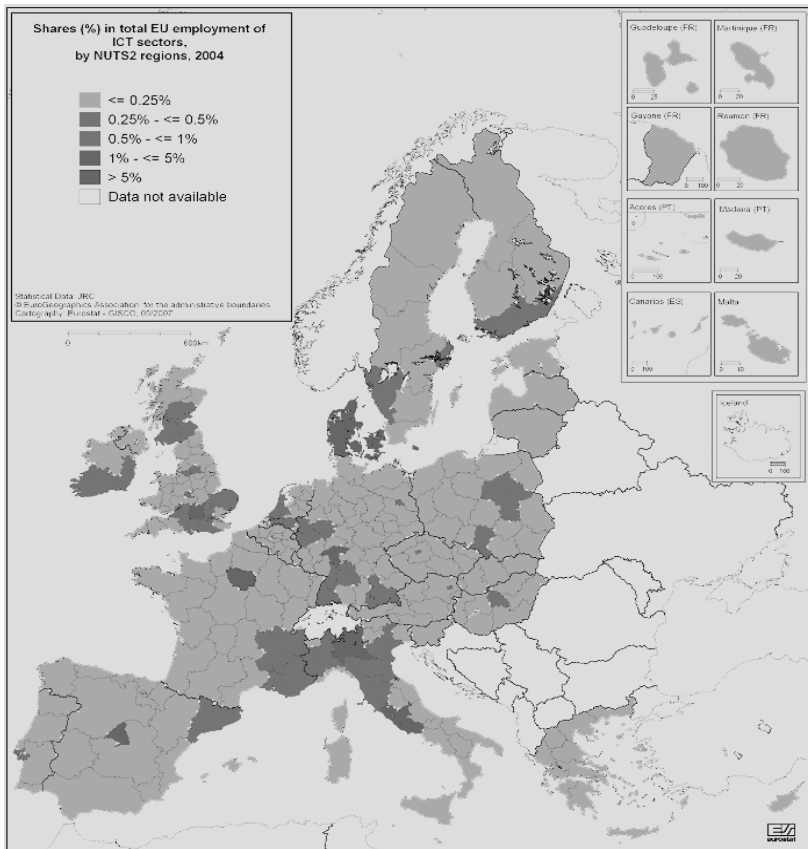 Shares (%) in total EU employment of
ICT sectors,
by NUTS2 regions, 2004
<= 0.25%
0.25% - <= 0.5%
0.5% - <= 1%
1% - <= 5%
> 5%
Data not available
Statistical Data: JRC
© EuroGeographics Association for the administrative boundaries
Cartography: Eurostat - GISCO, 05/2007
0 600km
Guadeloupe (FR)
0 25
Martinique (FR)
0 20
Guyane (FR)
0 100
Reunion (FR)
0 20
Acores (PT)
0 100
Madeira (PT)
0 20
Canarias (ES)
0 100
Malta
0 10
Iceland
0 100
eurostat